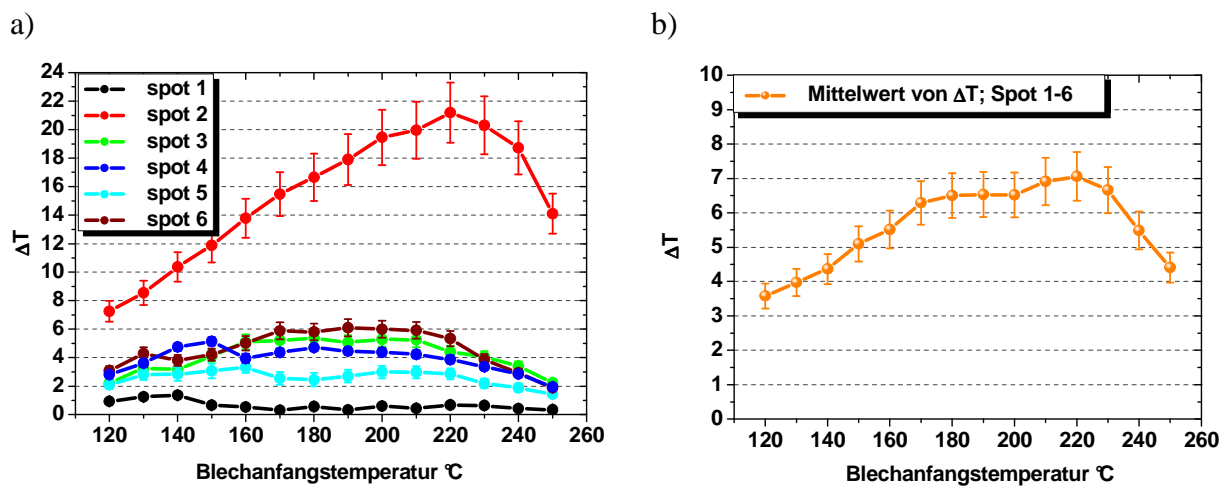 a)
b)
24
22
20
18
16
14
12
10
8
6
4
2
0
ΔT
spot 1
spot 2
spot 3
spot 4
spot 5
spot 6
120 140 160 180 200 220 240 260
Blechanfangstemperatur °C
10
9
8
7
6
5
4
3
2
1
0
ΔT
Mittelwert von ΔT; Spot 1-6
120 140 160 180 200 220 240 260
Blechanfangstemperatur °C